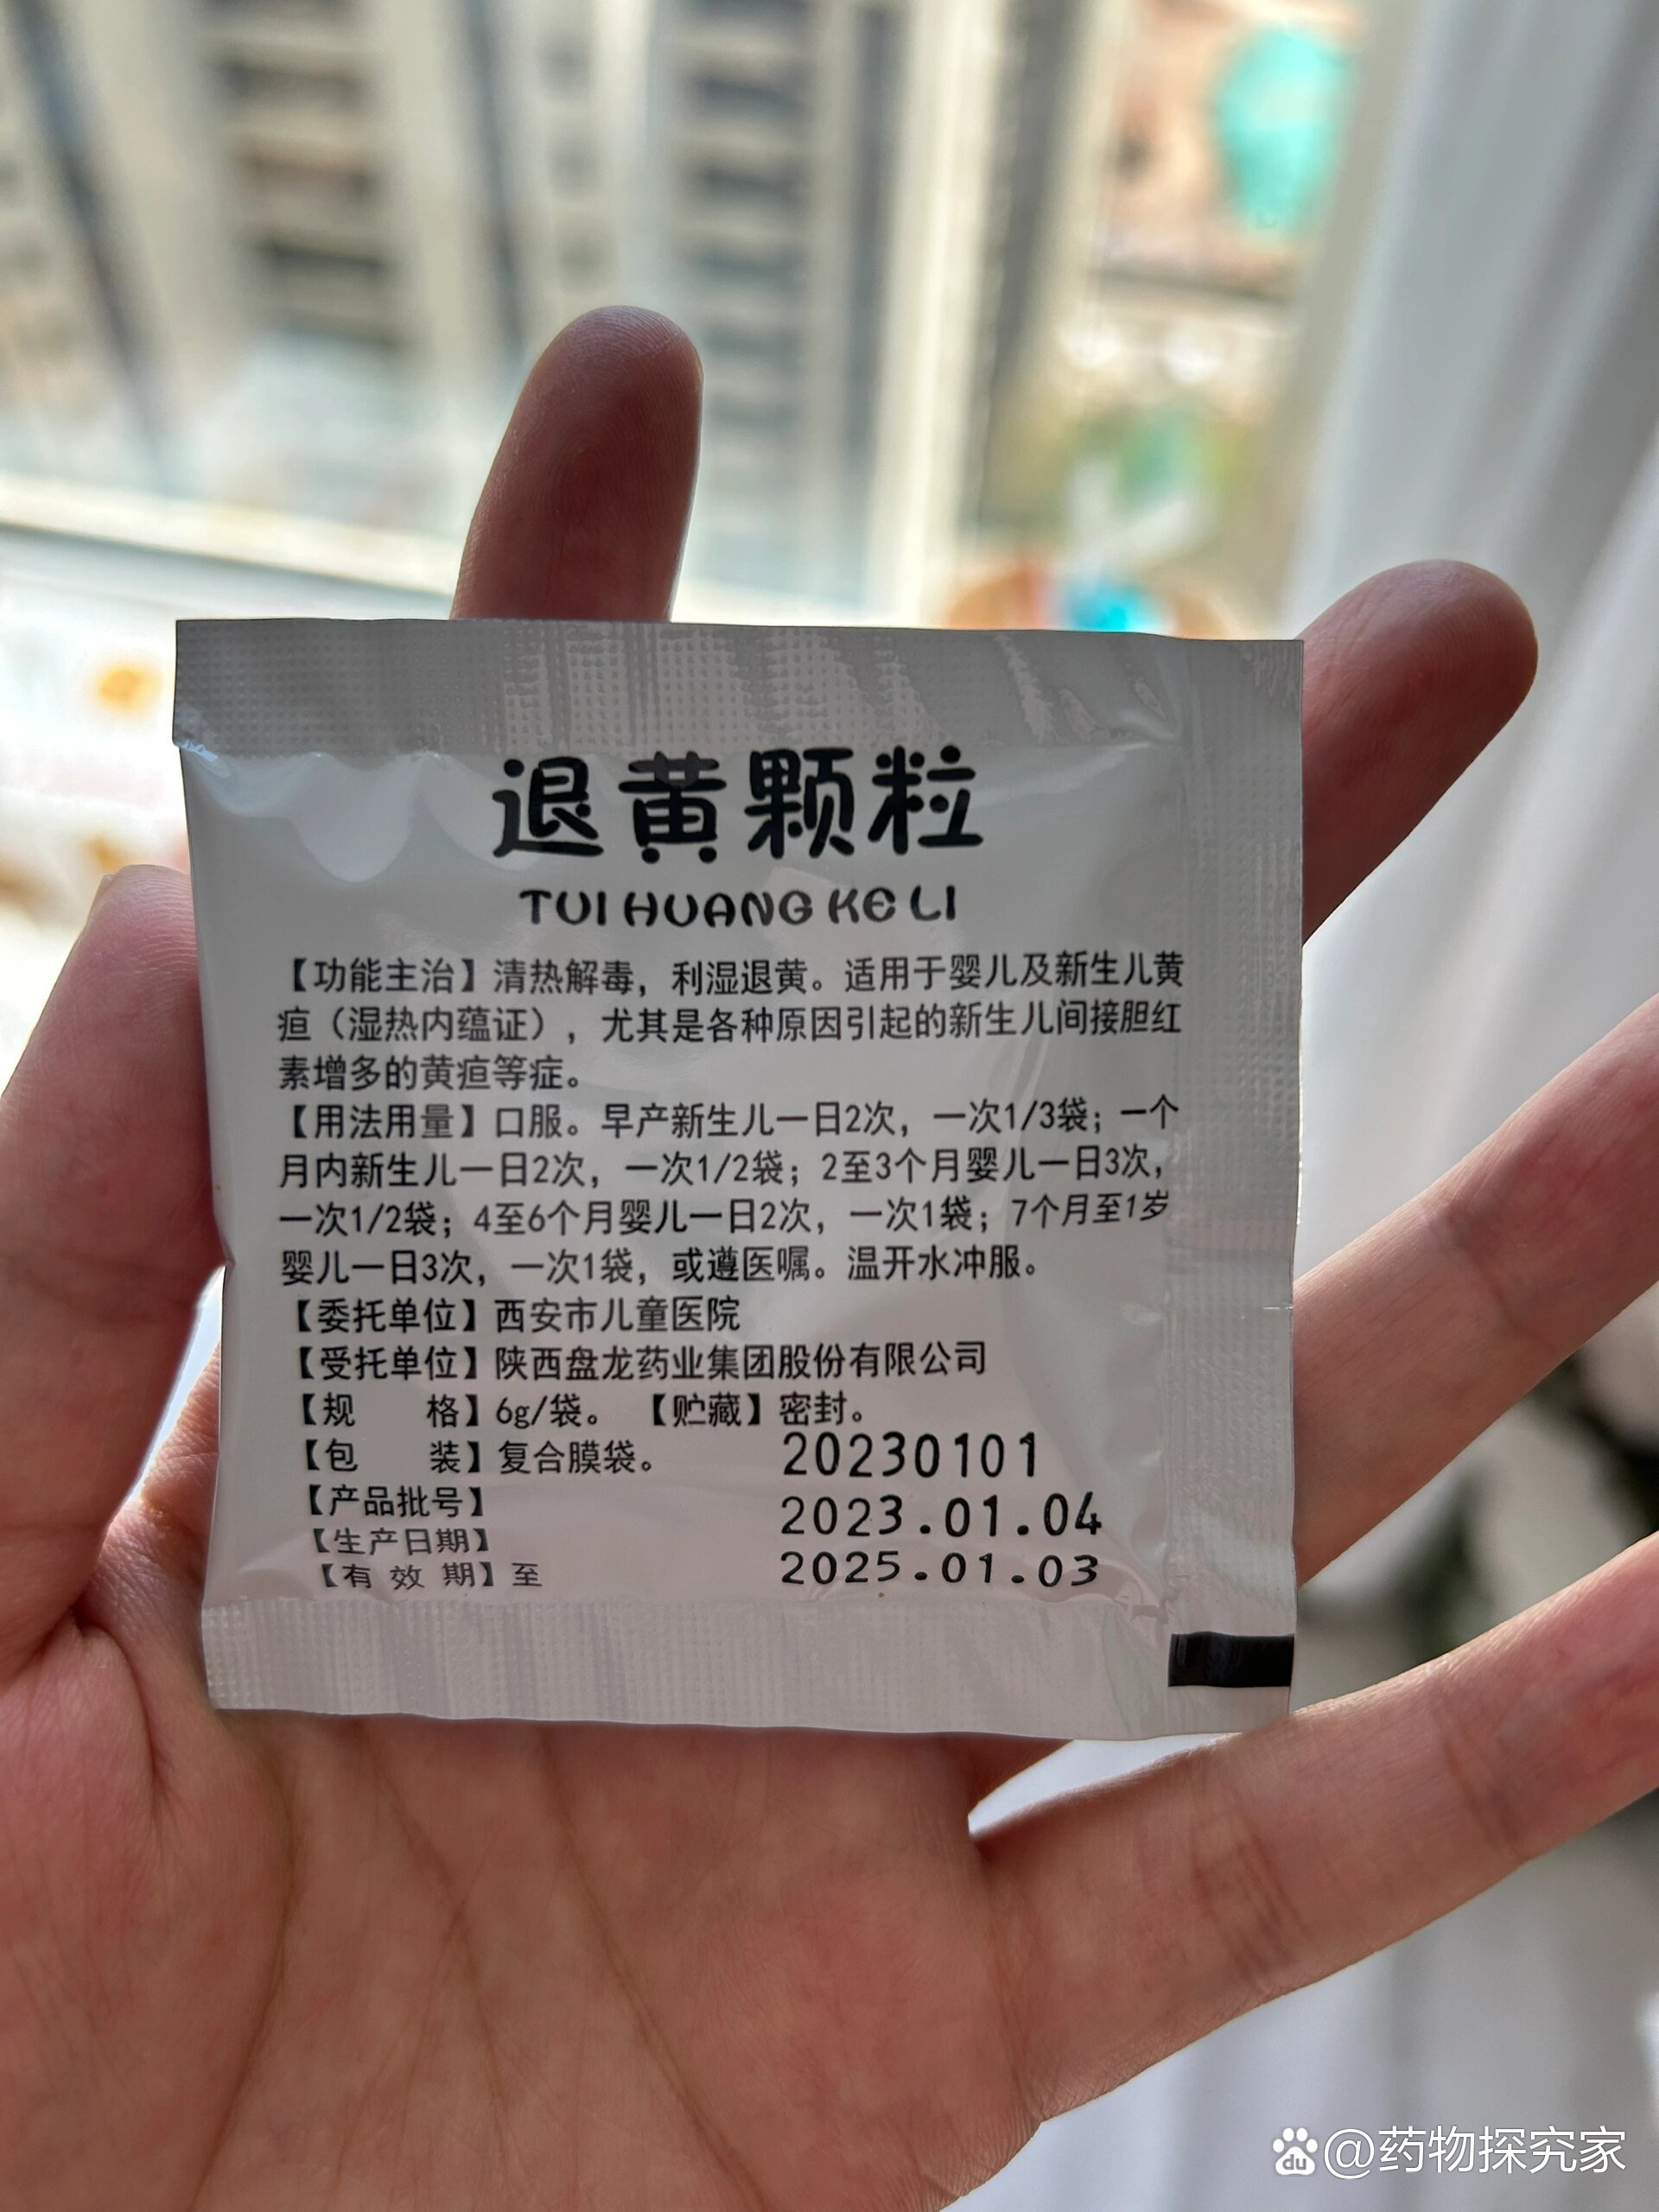 退黄颗粒
TUI HUANG KE LI
【功能主治】清热解毒，利湿退黄。适用于婴儿及新生儿黄
疸（湿热内蕴证），尤其是各种原因引起的新生儿间接胆红
素增多的黄疸等症。
【用法用量】口服。早产新生儿一日2次，一次1/3袋；一个
月内新生儿一日2次，一次1/2袋；2至3个月婴儿一日3次，
一次1/2袋；4至6个月婴儿一日2次，一次1袋；7个月至1岁
婴儿一日3次，一次1袋，或遵医嘱。温开水冲服。
【委托单位】西安市儿童医院
【受托单位】陕西盘龙药业集团股份有限公司
【规　　格】6g/袋。【贮藏】密封。
【包　　装】复合膜袋。
【产品批号】 20230101
【生产日期】 2023.01.04
【有 效 期】至 2025.01.03
du @药物探究家